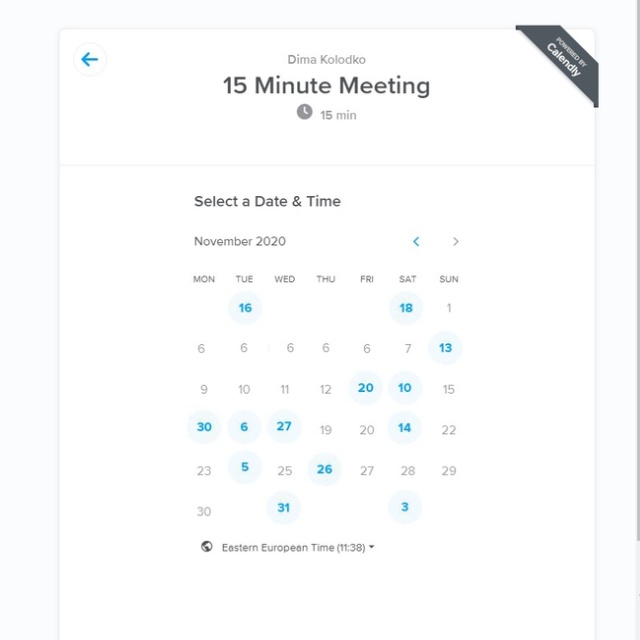 POWERED BY
Calendly
Dima Kolodko
15 Minute Meeting
15 min
Select a Date & Time
November 2020
MON TUE WED THU FRI SAT SUN
16 18 1
6 6 6 6 6 7 13
9 10 11 12 20 10 15
30 6 27 19 20 14 22
23 5 25 26 27 28 29
30 31 3
Eastern European Time (11:38)